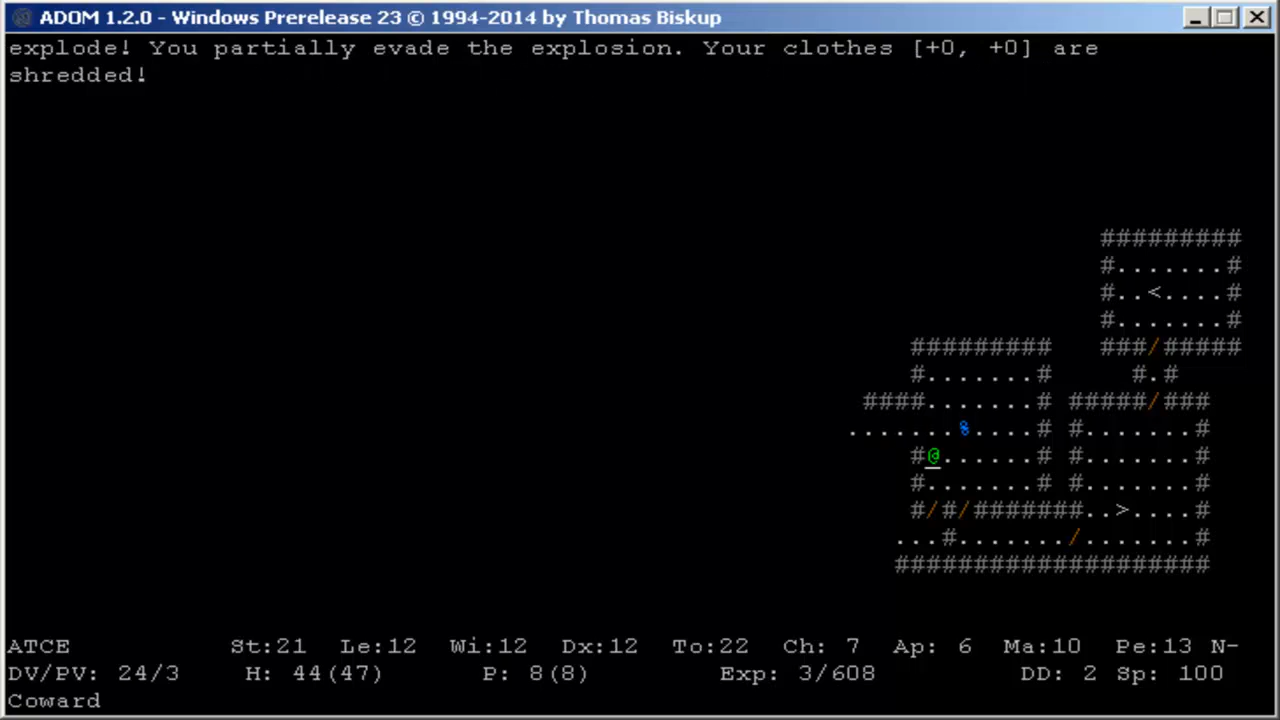 ADOM 1.2.0 - Windows Prerelease 23 © 1994-2014 by Thomas Biskup
explode! You partially evade the explosion. Your clothes [+0, +0] are
shredded!
#########
#.......#
#..<....#
#.......#
######### ###/#####
#.......# #.#
####.......# #####/###
.......%....# #.......#
#@......# #.......#
#.......# #.......#
#/#/#######..>....#
...#......./.......#
####################
ATCE St:21 Le:12 Wi:12 Dx:12 To:22 Ch: 7 Ap: 6 Ma:10 Pe:13 N-
DV/PV: 24/3 H: 44(47) P: 8(8) Exp: 3/608 DD: 2 Sp: 100
Coward